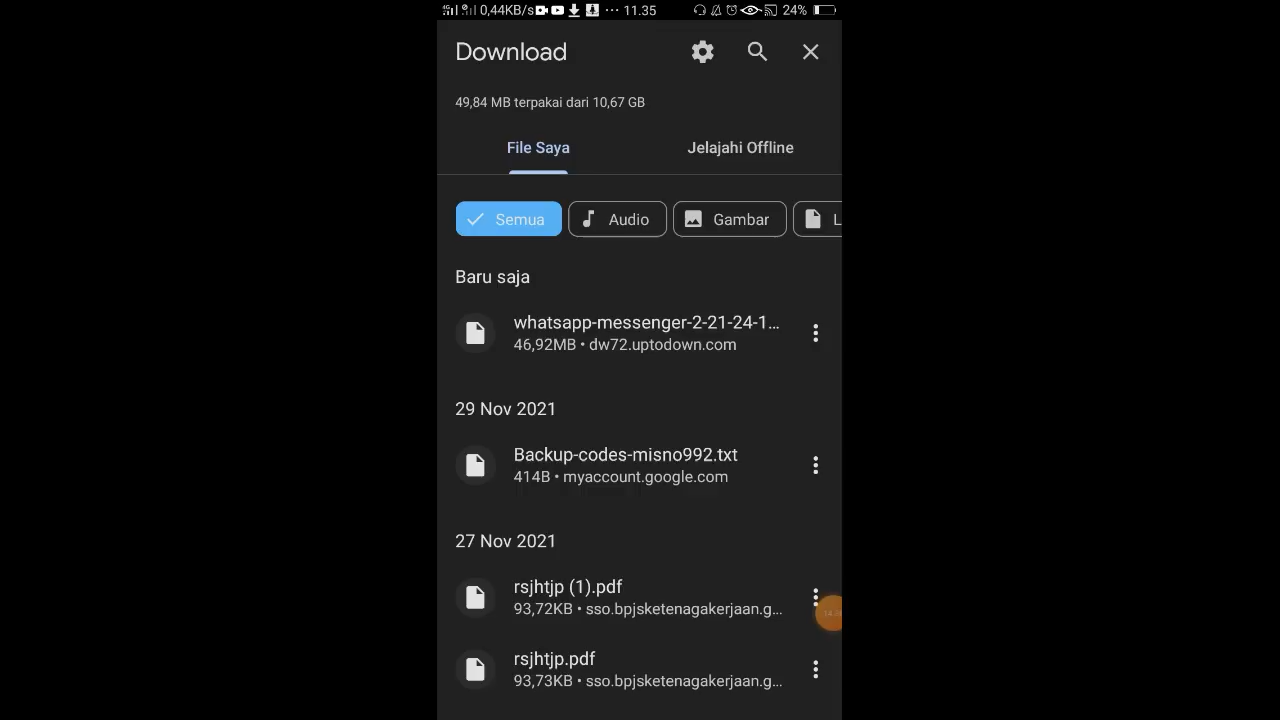 0,44KB/s ··· 11.35 24%
Download
49,84 MB terpakai dari 10,67 GB
File Saya Jelajahi Offline
Semua Audio Gambar L
Baru saja
whatsapp-messenger-2-21-24-1...
46,92MB • dw72.uptodown.com
29 Nov 2021
Backup-codes-misno992.txt
414B • myaccount.google.com
27 Nov 2021
rsjhtjp (1).pdf
93,72KB • sso.bpjsketenagakerjaan.g...
rsjhtjp.pdf
93,73KB • sso.bpjsketenagakerjaan.g...